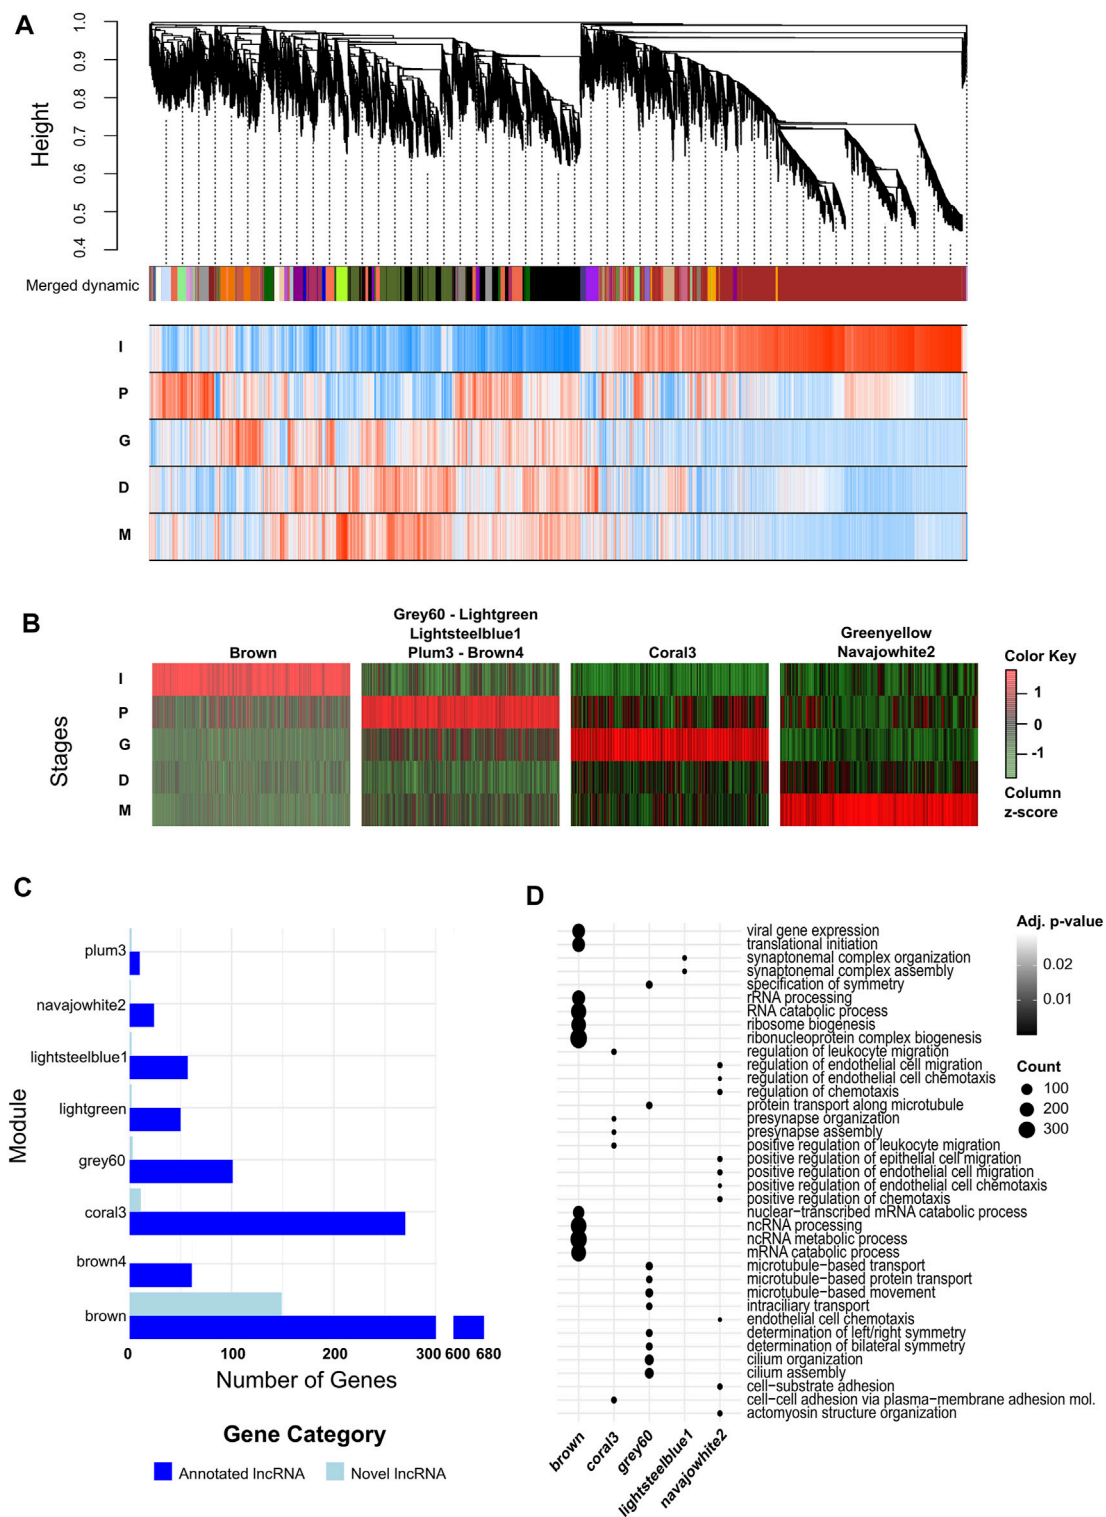 A
Height
1.0
0.9
0.8
0.7
0.6
0.5
0.4
Merged dynamic
I
P
G
D
M
B
Brown
Grey60 - Lightgreen
Lightsteelblue1
Plum3 - Brown4
Coral3
Greenyellow
Navajowhite2
Stages
I
P
G
D
M
Color Key
1
0
-1
Column
z-score
C
Module
plum3
navajowhite2
lightsteelblue1
lightgreen
grey60
coral3
brown4
brown
0 100 200 300 600 680
Number of Genes
Gene Category
Annotated lncRNA Novel lncRNA
D
viral gene expression
translational initiation
synaptonemal complex organization
synaptonemal complex assembly
specification of symmetry
rRNA processing
RNA catabolic process
ribosome biogenesis
ribonucleoprotein complex biogenesis
regulation of leukocyte migration
regulation of endothelial cell migration
regulation of endothelial cell chemotaxis
regulation of chemotaxis
protein transport along microtubule
presynapse organization
presynapse assembly
positive regulation of leukocyte migration
positive regulation of epithelial cell migration
positive regulation of endothelial cell migration
positive regulation of endothelial cell chemotaxis
positive regulation of chemotaxis
nuclear−transcribed mRNA catabolic process
ncRNA processing
ncRNA metabolic process
mRNA catabolic process
microtubule−based transport
microtubule−based protein transport
microtubule−based movement
intraciliary transport
endothelial cell chemotaxis
determination of left/right symmetry
determination of bilateral symmetry
cilium organization
cilium assembly
cell−substrate adhesion
cell−cell adhesion via plasma−membrane adhesion mol.
actomyosin structure organization
brown
coral3
grey60
lightsteelblue1
navajowhite2
Adj. p-value
0.02
0.01
Count
100
200
300